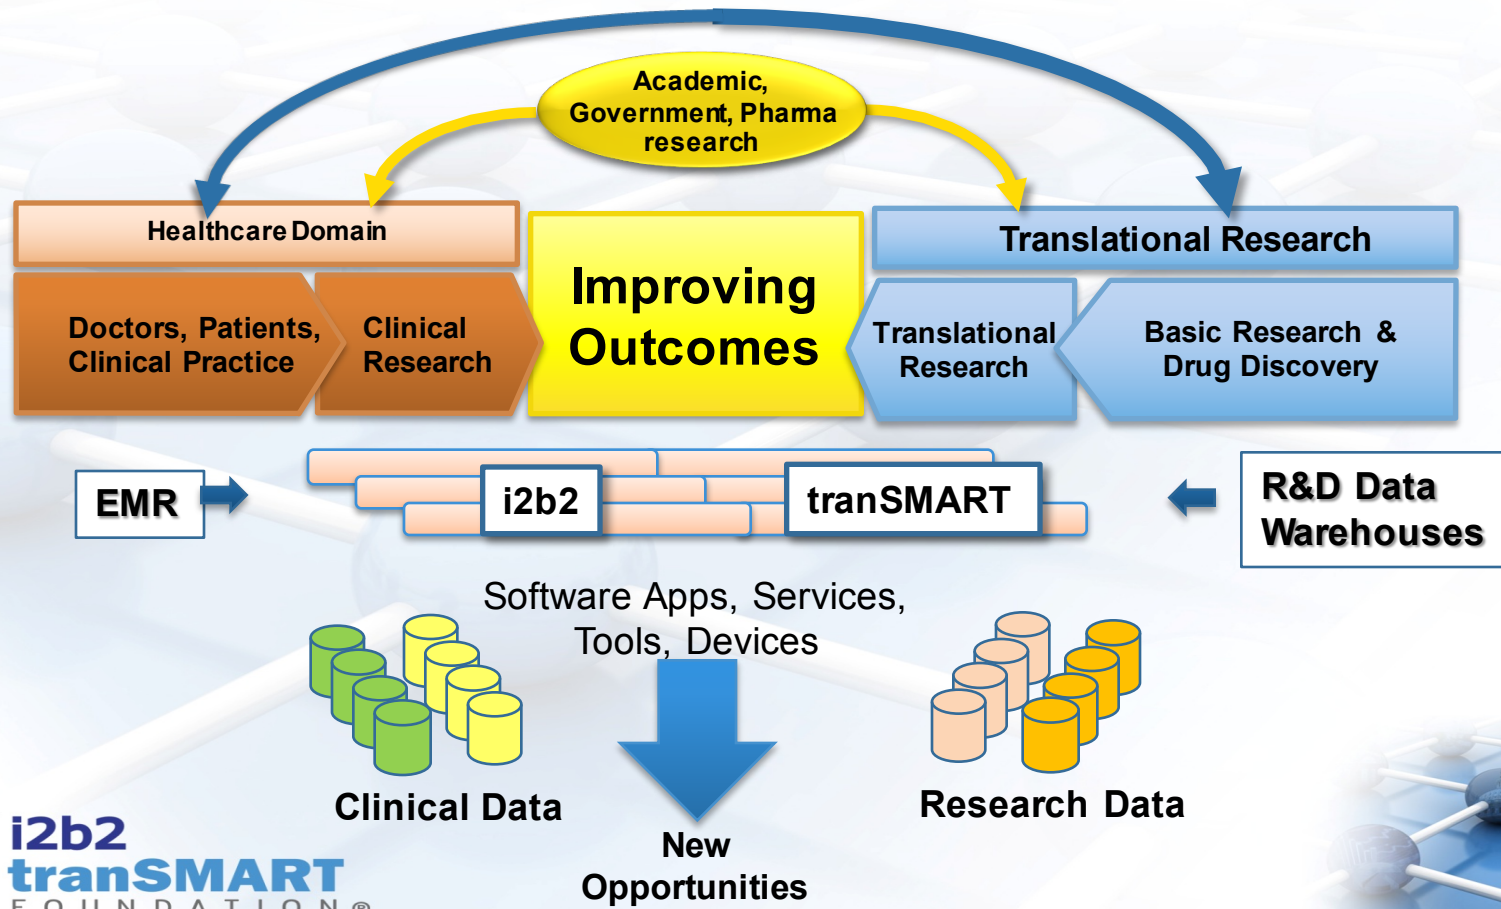 Academic,
Government, Pharma
research
Healthcare Domain
Translational Research
Doctors, Patients,
Clinical Practice
Clinical
Research
Improving
Outcomes
Translational
Research
Basic Research &
Drug Discovery
EMR
i2b2
tranSMART
R&D Data
Warehouses
Software Apps, Services,
Tools, Devices
Clinical Data
Research Data
New
Opportunities
i2b2
tranSMART
FOUNDATION®